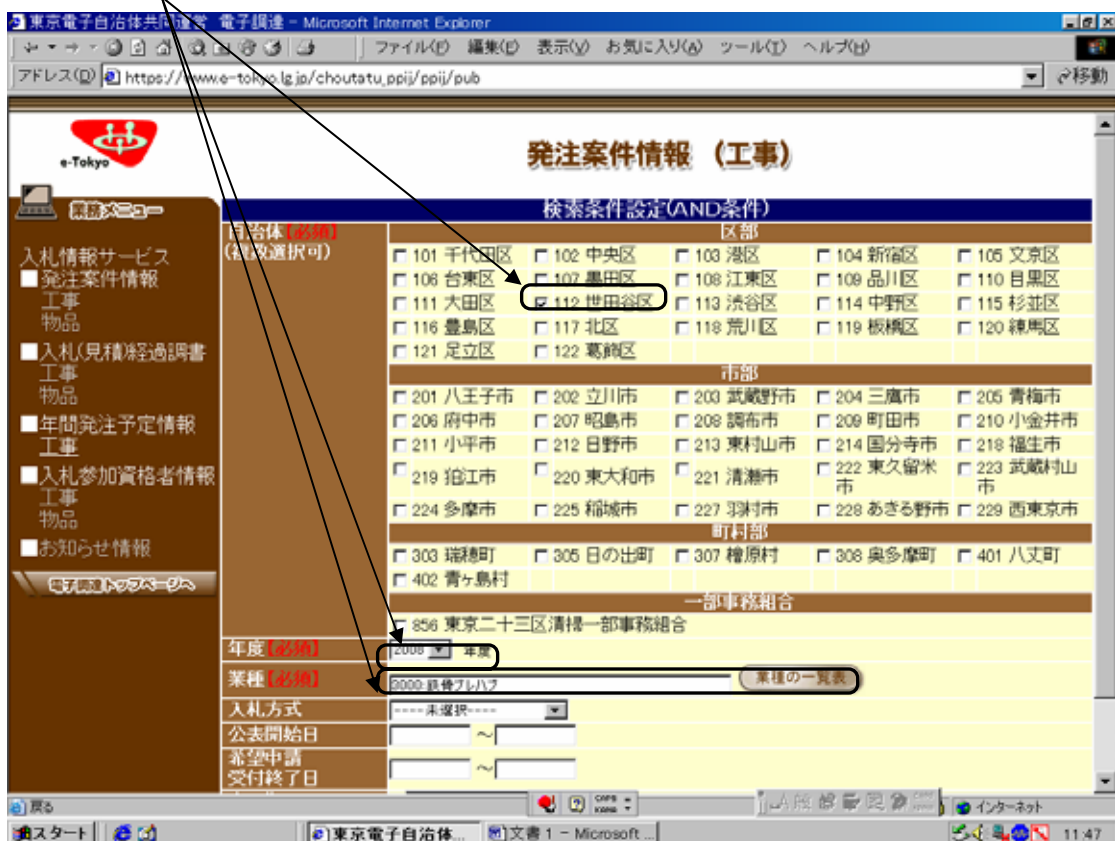 東京電子自治体共同運営 電子調達 - Microsoft Internet Explorer
ファイル(F) 編集(E) 表示(V) お気に入り(A) ツール(T) ヘルプ(H)
アドレス(D) https://www.e-tokyo.lg.jp/choutatu_ppij/ppij/pub 移動
e-Tokyo
発注案件情報 (工事)
業務メニュー
入札情報サービス
■発注案件情報
工事
物品
■入札(見積)経過調書
工事
物品
■年間発注予定情報
工事
■入札参加資格者情報
工事
物品
■お知らせ情報
電子調達トップページへ
検索条件設定(AND条件)
自治体【必須】
(複数選択可)
区部
101 千代田区 102 中央区 103 港区 104 新宿区 105 文京区
106 台東区 107 墨田区 108 江東区 109 品川区 110 目黒区
111 大田区 112 世田谷区 113 渋谷区 114 中野区 115 杉並区
116 豊島区 117 北区 118 荒川区 119 板橋区 120 練馬区
121 足立区 122 葛飾区
市部
201 八王子市 202 立川市 203 武蔵野市 204 三鷹市 205 青梅市
206 府中市 207 昭島市 208 調布市 209 町田市 210 小金井市
211 小平市 212 日野市 213 東村山市 214 国分寺市 218 福生市
219 狛江市 220 東大和市 221 清瀬市 222 東久留米市 223 武蔵村山市
224 多摩市 225 稲城市 227 羽村市 228 あきる野市 229 西東京市
町村部
303 瑞穂町 305 日の出町 307 檜原村 308 奥多摩町 401 八丈町
402 青ヶ島村
一部事務組合
856 東京二十三区清掃一部事務組合
年度【必須】 2008 年度
業種【必須】 3000:鉄骨プレハブ 業種の一覧表
入札方式 ----未選択----
公表開始日 ～
希望申請
受付終了日 ～
戻る
CAPS
KANA
インターネット
スタート
東京電子自治体...
文書 1 - Microsoft ...
11:47